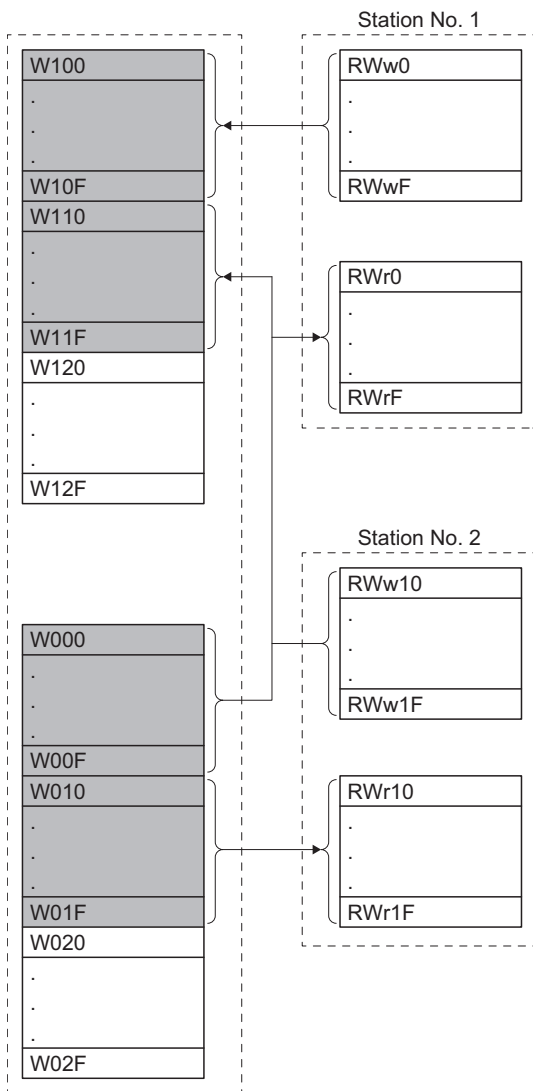 W100
.
.
.
W10F
W110
.
.
.
W11F
W120
.
.
.
W12F
W000
.
.
.
W00F
W010
.
.
.
W01F
W020
.
.
.
W02F
Station No. 1
RWw0
.
.
.
RWwF
RWr0
.
.
.
RWrF
Station No. 2
RWw10
.
.
.
RWw1F
RWr10
.
.
.
RWr1F